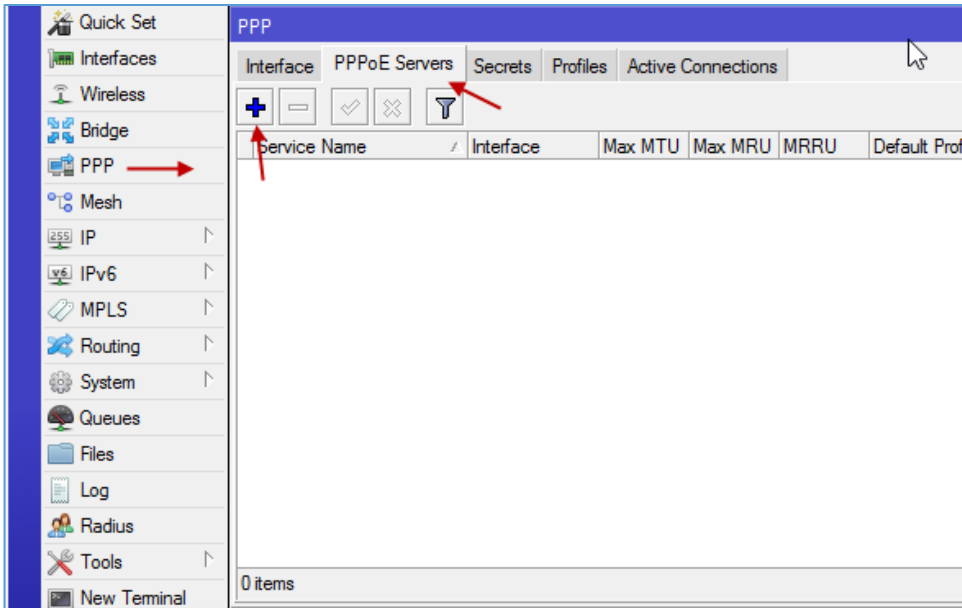 Quick Set
Interfaces
Wireless
Bridge
PPP
Mesh
255 IP
v6 IPv6
MPLS
Routing
System
Queues
Files
Log
Radius
Tools
New Terminal
PPP
Interface PPPoE Servers Secrets Profiles Active Connections
Service Name Interface Max MTU Max MRU MRRU Default Prof
0 items